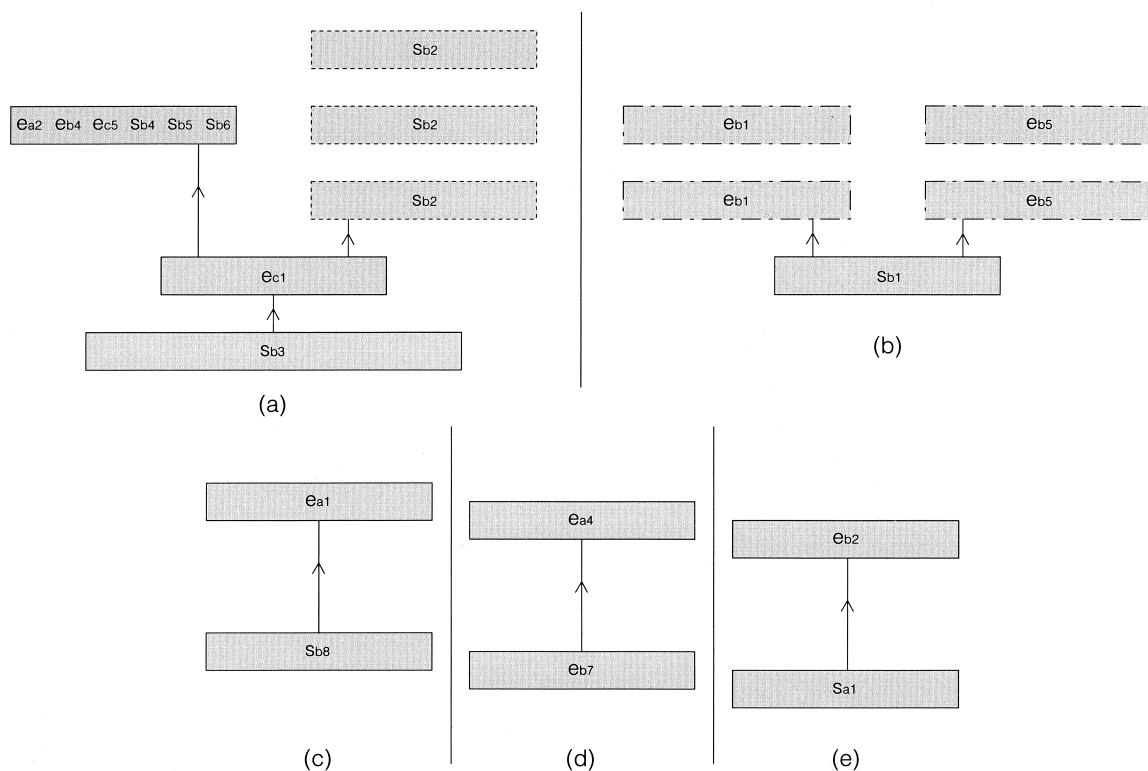 sb2
ea2 eb4 ec5 sb4 sb5 sb6
sb2
sb2
ec1
sb3
(a)
eb1 eb5
eb1 eb5
sb1
(b)
ea1
sb8
(c)
ea4
eb7
(d)
eb2
sa1
(e)